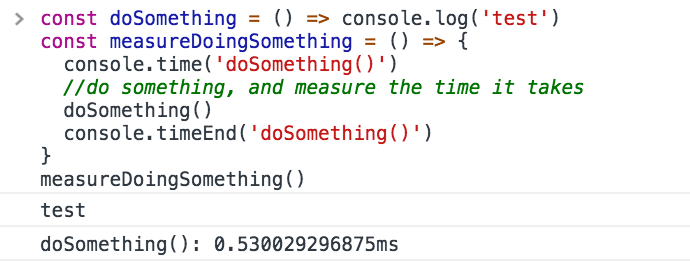 > const doSomething = () => console.log('test')
const measureDoingSomething = () => {
  console.time('doSomething()')
  //do something, and measure the time it takes
  doSomething()
  console.timeEnd('doSomething()')
}
measureDoingSomething()
test
doSomething(): 0.530029296875ms